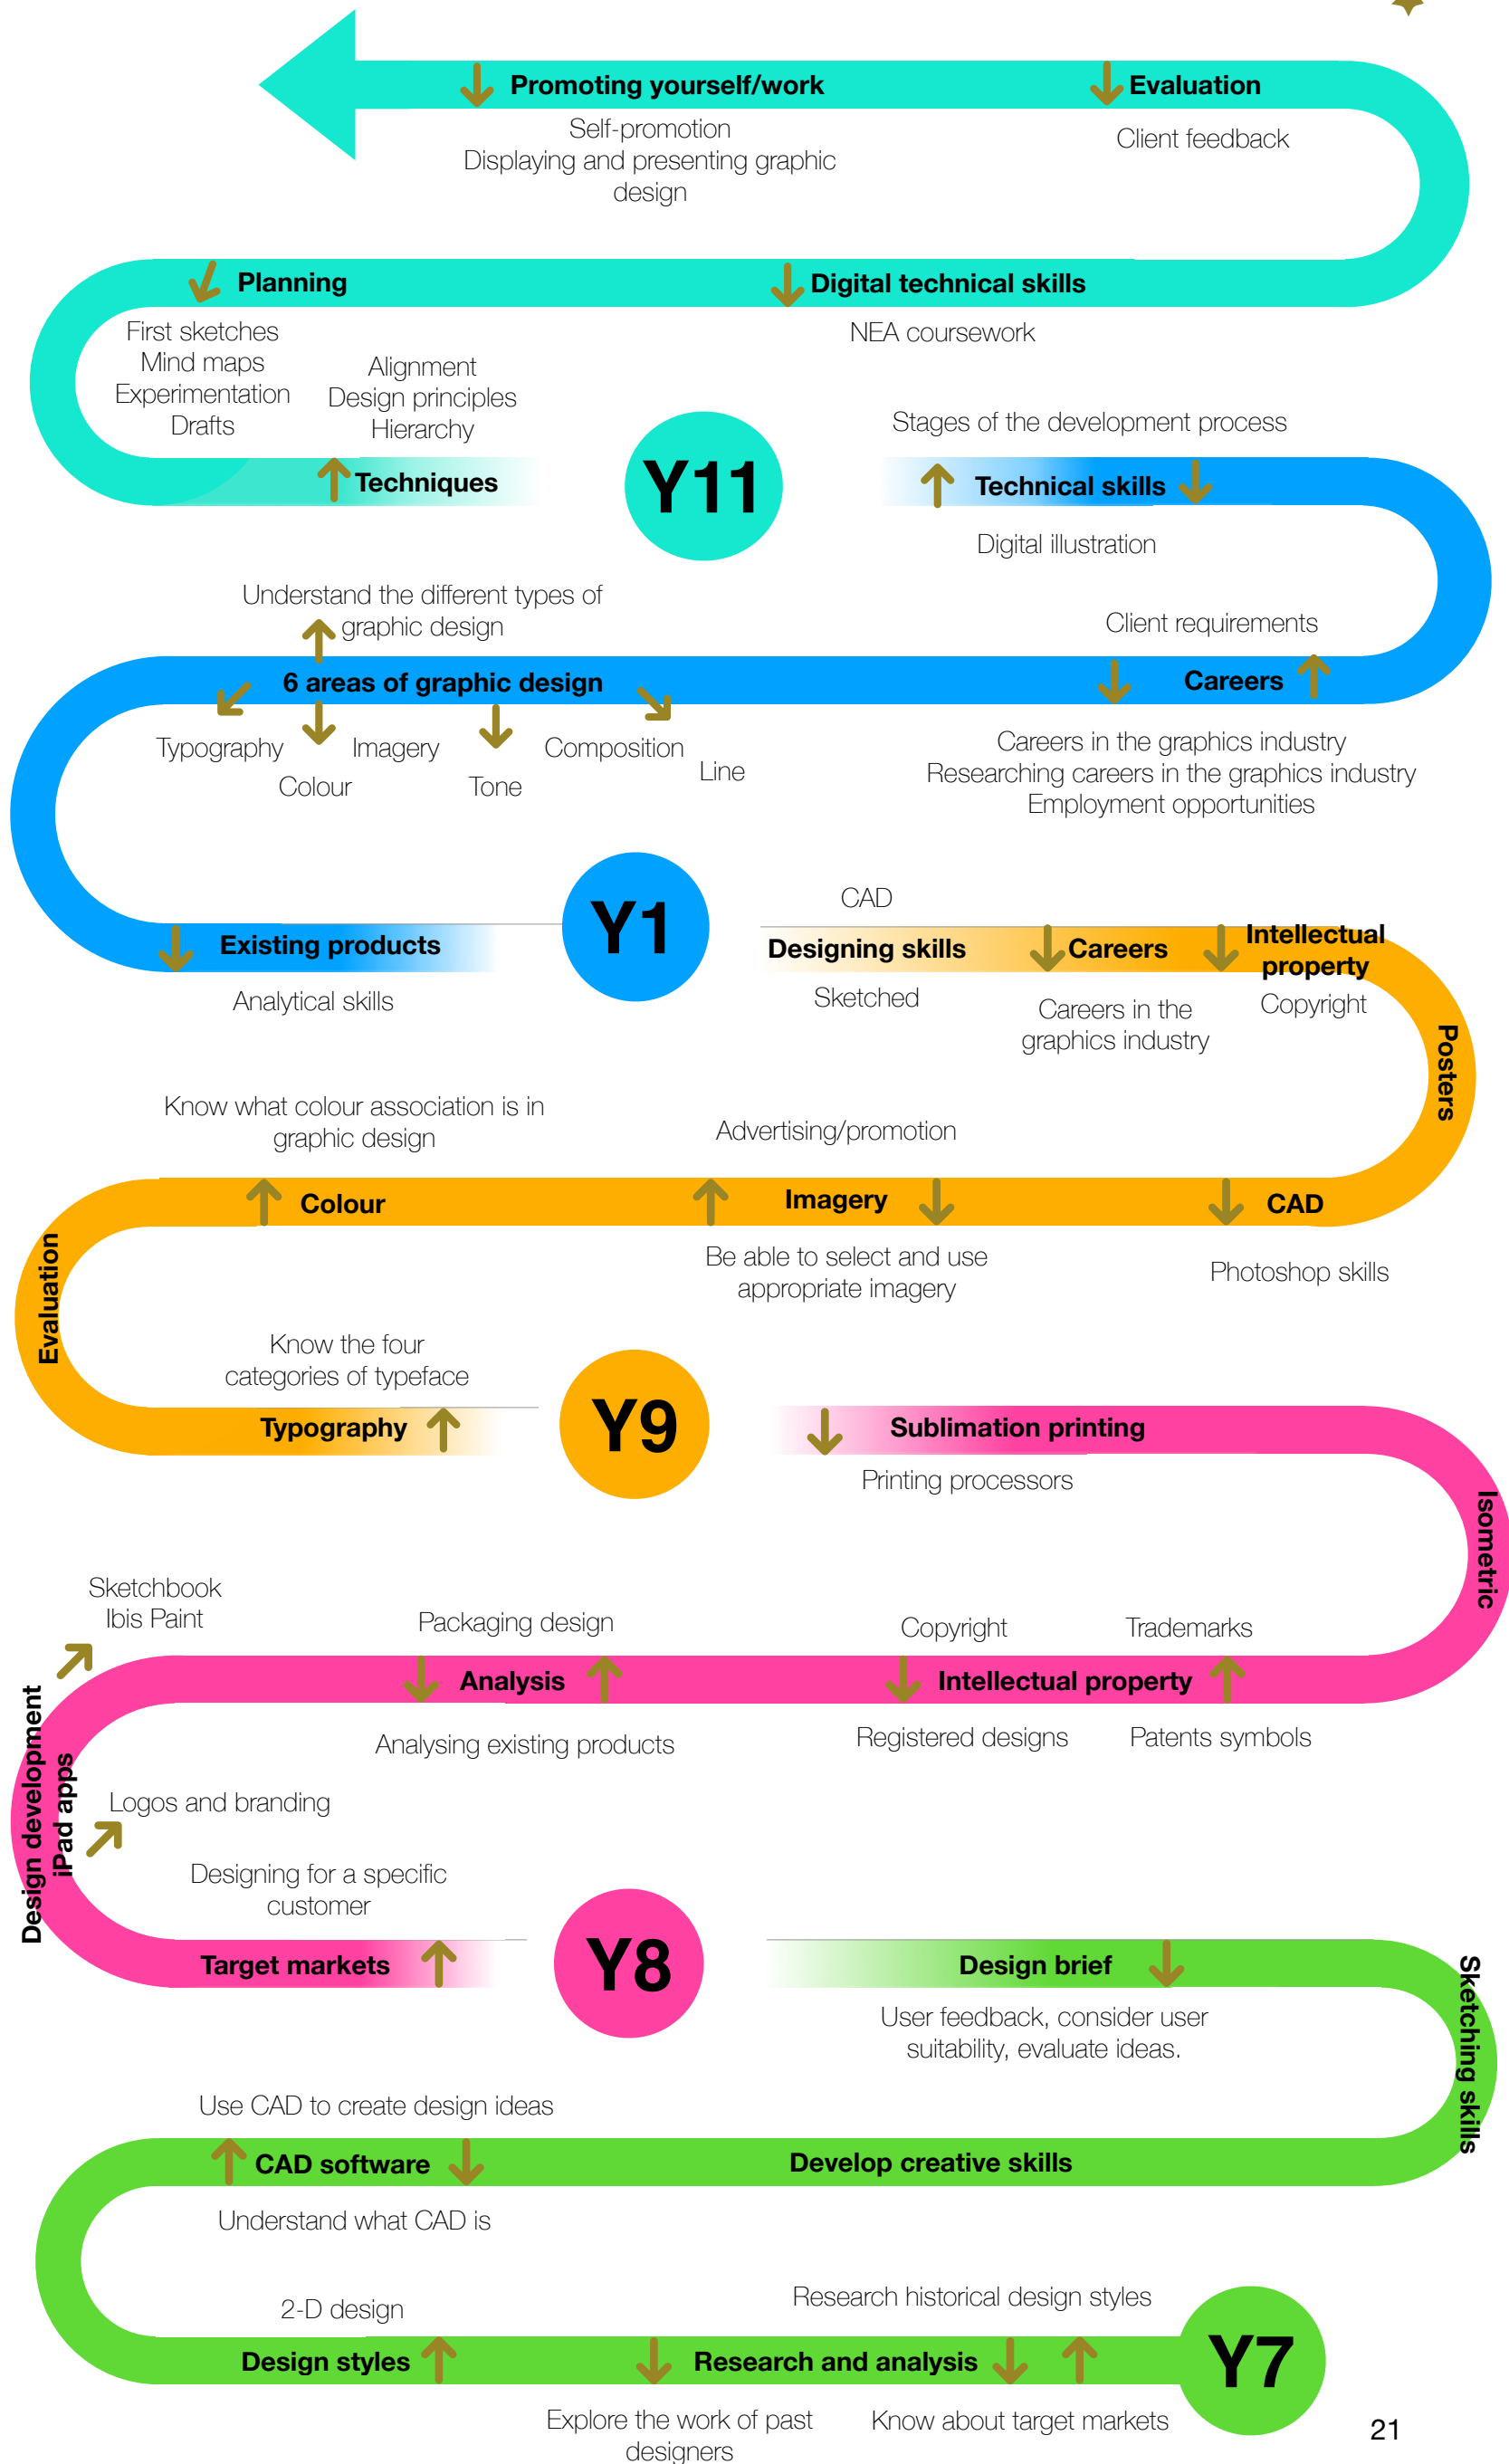 Promoting yourself/work
Evaluation
Self-promotion
Displaying and presenting graphic
design
Client feedback
Planning
Digital technical skills
First sketches
Mind maps
Experimentation
Drafts
Alignment
Design principles
Hierarchy
NEA coursework
Stages of the development process
Techniques
Y11
Technical skills
Digital illustration
Understand the different types of
graphic design
Client requirements
6 areas of graphic design
Careers
Typography
Colour
Imagery
Tone
Composition
Line
Careers in the graphics industry
Researching careers in the graphics industry
Employment opportunities
Existing products
Y1
CAD
Designing skills
Careers
Intellectual
property
Analytical skills
Sketched
Careers in the
graphics industry
Copyright
Posters
Know what colour association is in
graphic design
Advertising/promotion
Colour
Imagery
CAD
Be able to select and use
appropriate imagery
Photoshop skills
Evaluation
Know the four
categories of typeface
Typography
Y9
Sublimation printing
Printing processors
Isometric
Sketchbook
Ibis Paint
Packaging design
Copyright
Trademarks
Analysis
Intellectual property
Analysing existing products
Registered designs
Patents symbols
Design development
iPad apps
Logos and branding
Designing for a specific
customer
Target markets
Y8
Design brief
User feedback, consider user
suitability, evaluate ideas.
Sketching skills
Use CAD to create design ideas
CAD software
Develop creative skills
Understand what CAD is
2-D design
Research historical design styles
Design styles
Research and analysis
Y7
Explore the work of past
designers
Know about target markets
21